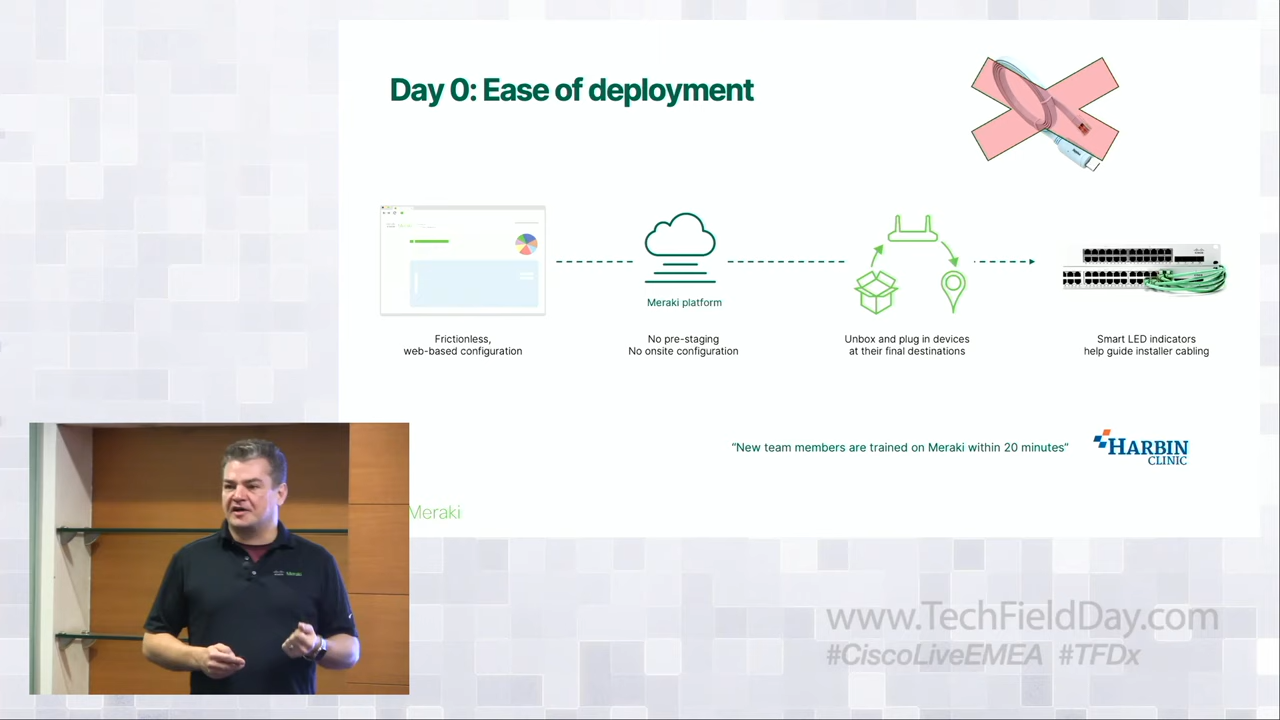 Day 0: Ease of deployment
Meraki platform
Frictionless,
web-based configuration
No pre-staging
No onsite configuration
Unbox and plug in devices
at their final destinations
Smart LED indicators
help guide installer cabling
“New team members are trained on Meraki within 20 minutes”
HARBIN
CLINIC
Meraki
Meraki
www.TechFieldDay.com
#CiscoLiveEMEA #TFDx